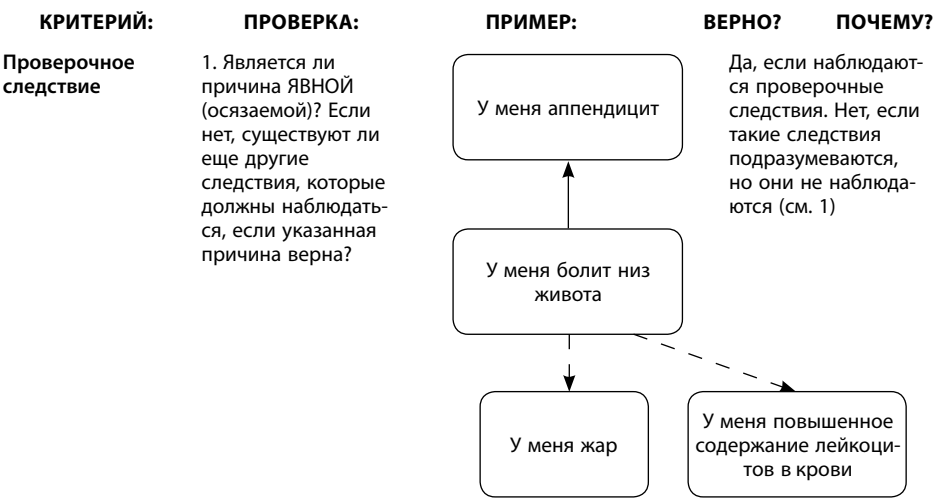 КРИТЕРИЙ: ПРОВЕРКА: ПРИМЕР: ВЕРНО? ПОЧЕМУ?
Проверочное
следствие
1. Является ли
причина ЯВНОЙ
(осязаемой)? Если
нет, существуют ли
еще другие
следствия, которые
должны наблюдать-
ся, если указанная
причина верна?
У меня аппендицит
У меня болит низ
живота
У меня жар
У меня повышенное
содержание лейкоци-
тов в крови
Да, если наблюдают-
ся проверочные
следствия. Нет, если
такие следствия
подразумеваются,
но они не наблюда-
ются (см. 1)